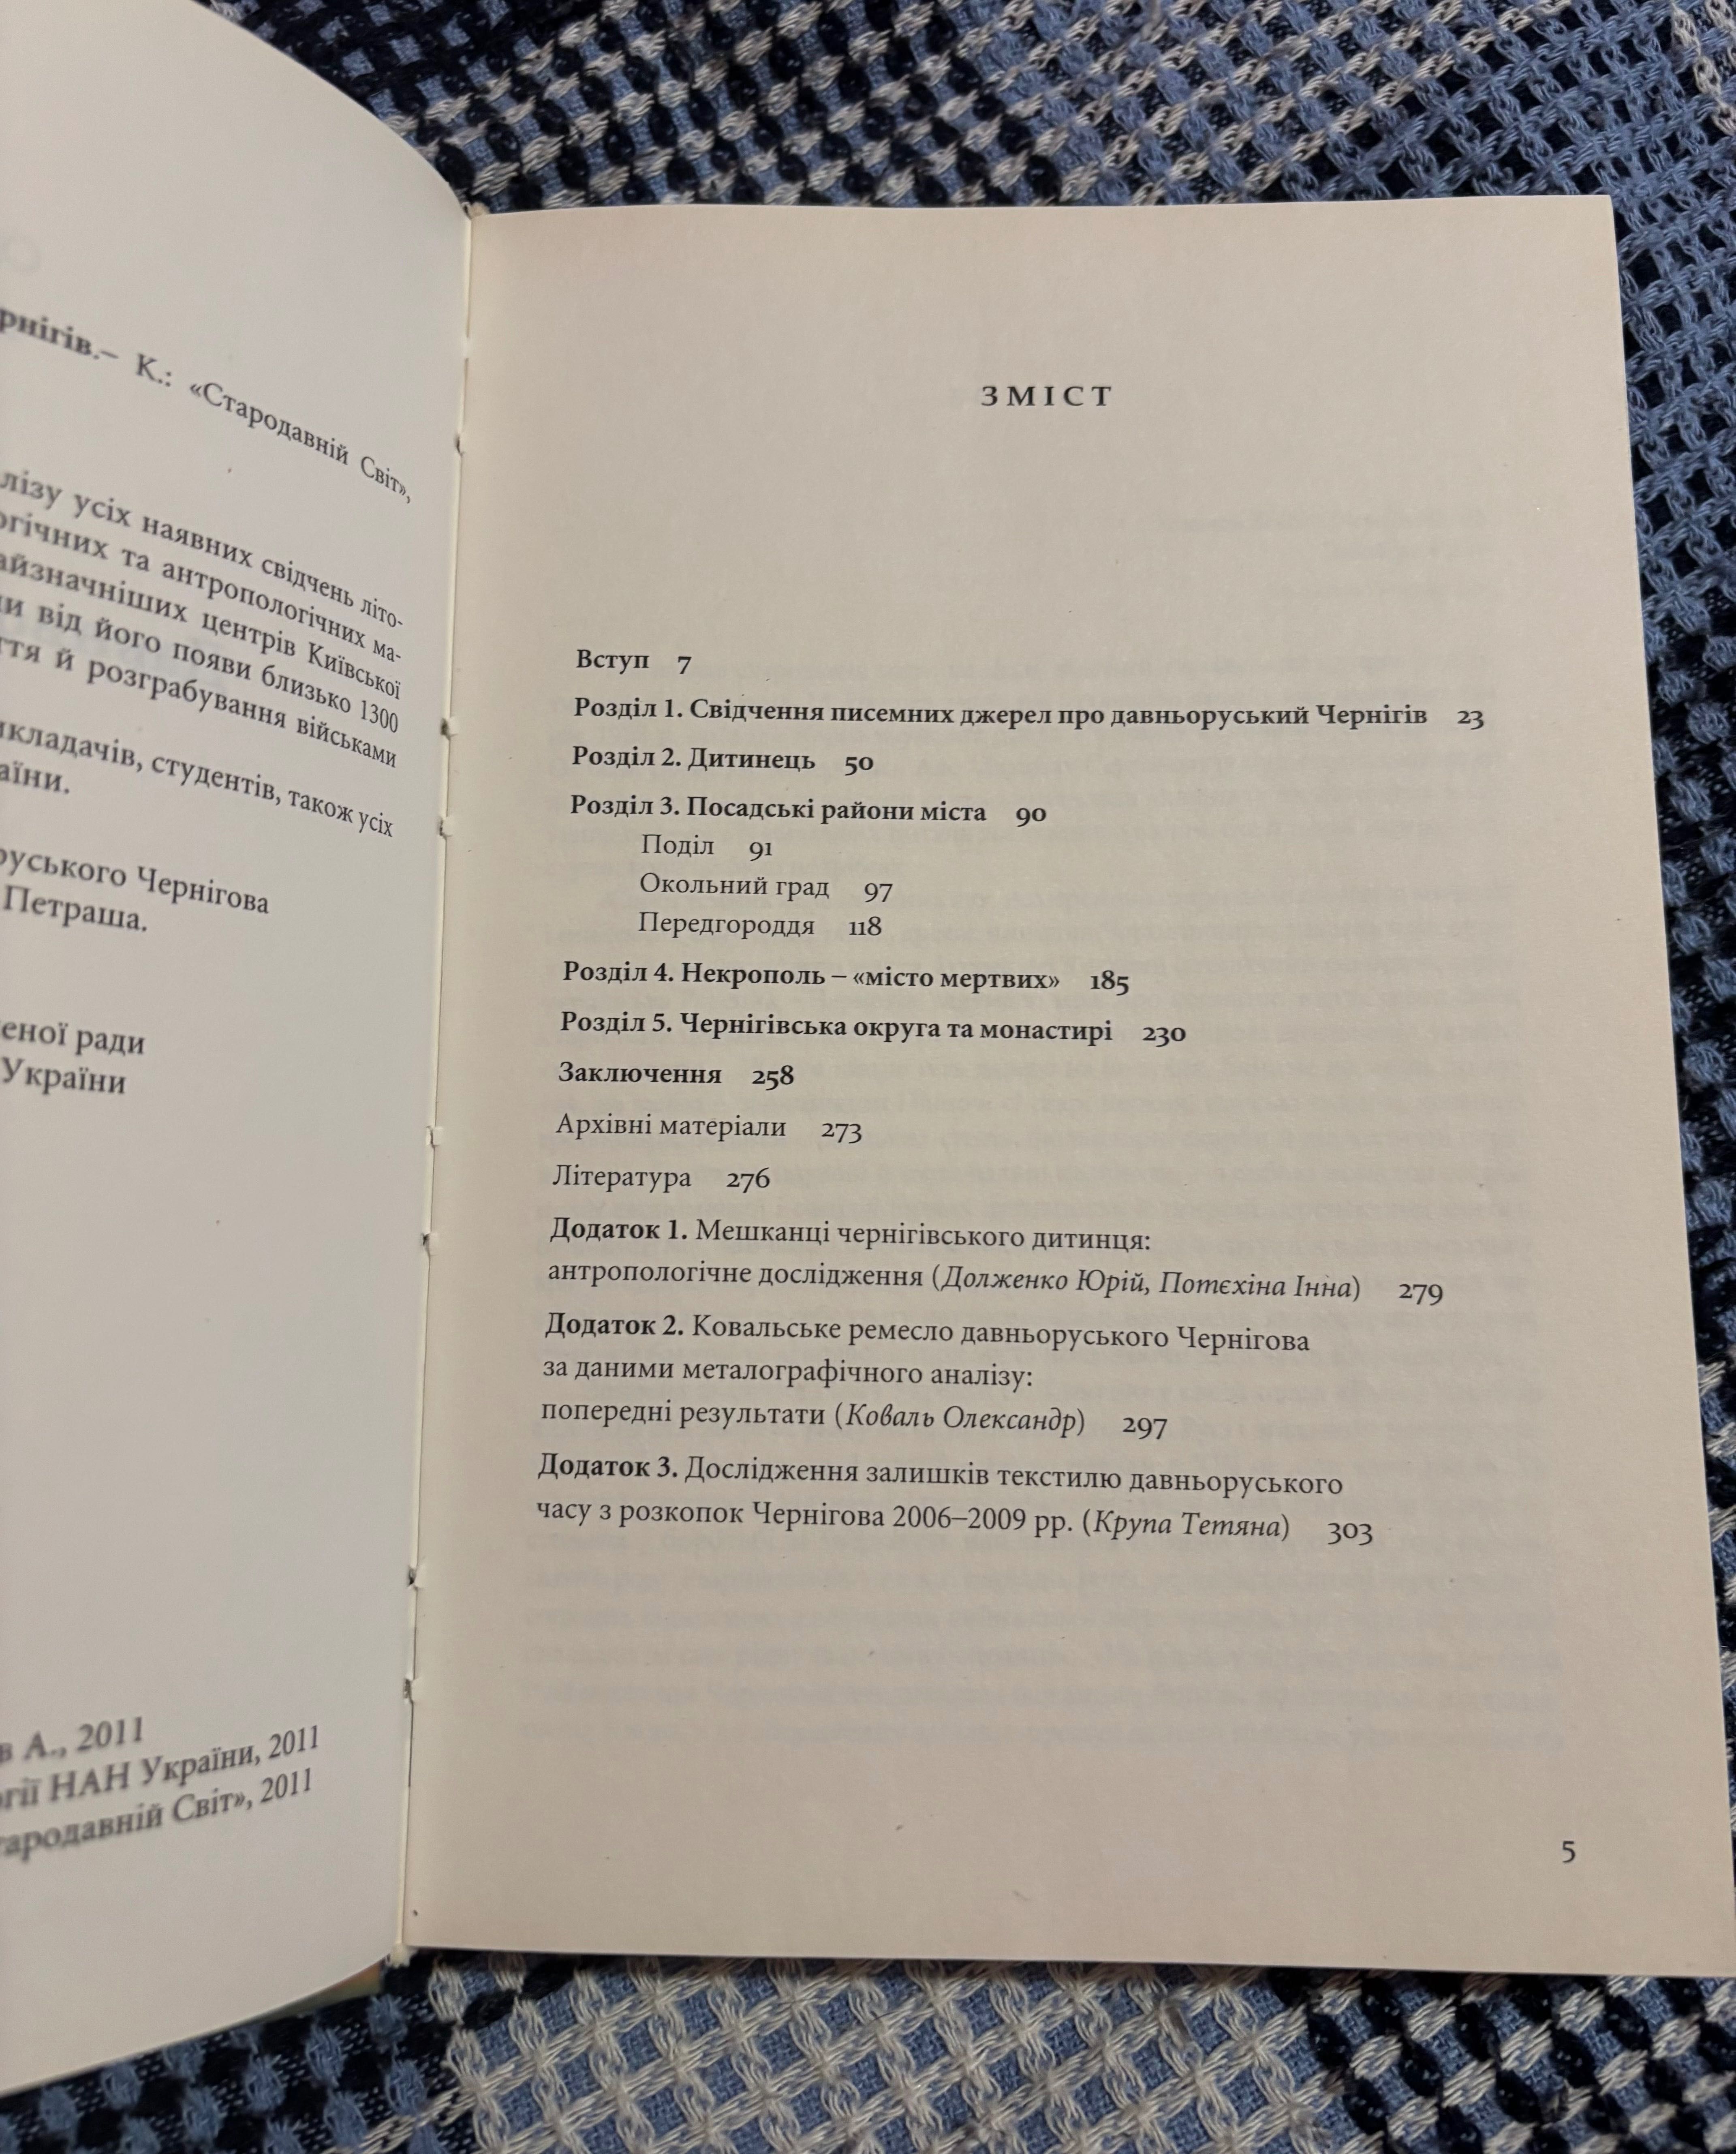 рнігів.– К.: «Стародавній Світ»,
лізу усіх наявних свідчень літо-
огічних та антропологічних ма-
айзначніших центрів Київської
ни від його появи близько 1300
ття й розграбування військами
икладачів, студентів, також усіх
аїни.
руського Чернігова
Петраша.
еної ради
України
в А., 2011
огії НАН України, 2011
тародавній Світ», 2011
ЗМІСТ
Вступ 7
Розділ 1. Свідчення писемних джерел про давньоруський Чернігів 23
Розділ 2. Дитинець 50
Розділ 3. Посадські райони міста 90
Поділ 91
Окольний град 97
Передгороддя 118
Розділ 4. Некрополь – «місто мертвих» 185
Розділ 5. Чернігівська округа та монастирі 230
Заключення 258
Архівні матеріали 273
Література 276
Додаток 1. Мешканці чернігівського дитинця:
антропологічне дослідження (Долженко Юрій, Потєхіна Інна) 279
Додаток 2. Ковальське ремесло давньоруського Чернігова
за даними металографічного аналізу:
попередні результати (Коваль Олександр) 297
Додаток 3. Дослідження залишків текстилю давньоруського
часу з розкопок Чернігова 2006–2009 рр. (Крупа Тетяна) 303
5